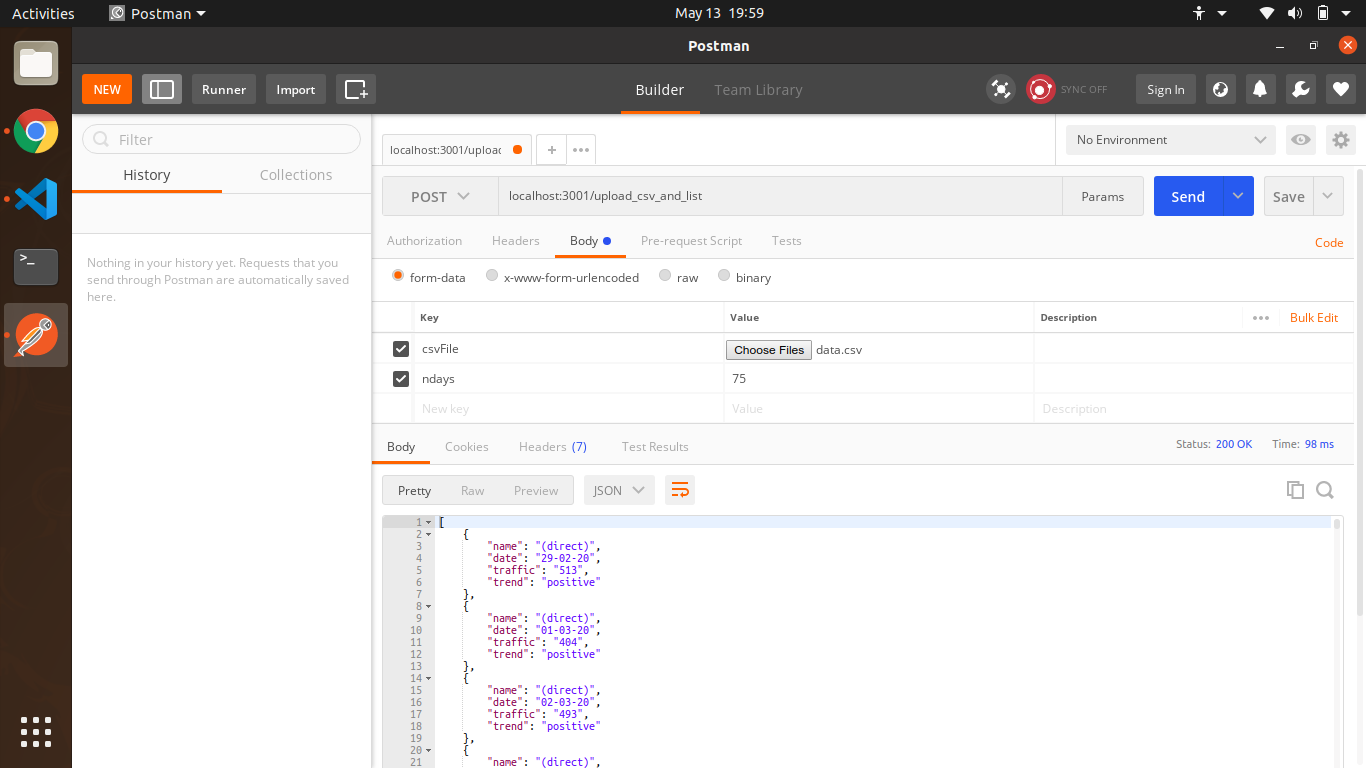 Activities Postman May 13 19:59
Postman
NEW Runner Import Builder Team Library SYNC OFF Sign In
Filter
History Collections
Nothing in your history yet. Requests that you
send through Postman are automatically saved
here.
localhost:3001/upload + ••• No Environment
POST localhost:3001/upload_csv_and_list Params Send Save
Authorization Headers Body Pre-request Script Tests Code
form-data x-www-form-urlencoded raw binary
Key Value Description ••• Bulk Edit
csvFile Choose Files data.csv
ndays 75
New key Value Description
Body Cookies Headers (7) Test Results Status: 200 OK Time: 98 ms
Pretty Raw Preview JSON
1 [
2 {
3 "name": "(direct)",
4 "date": "29-02-20",
5 "traffic": "513",
6 "trend": "positive"
7 },
8 {
9 "name": "(direct)",
10 "date": "01-03-20",
11 "traffic": "404",
12 "trend": "positive"
13 },
14 {
15 "name": "(direct)",
16 "date": "02-03-20",
17 "traffic": "493",
18 "trend": "positive"
19 },
20 {
21 "name": "(direct)",